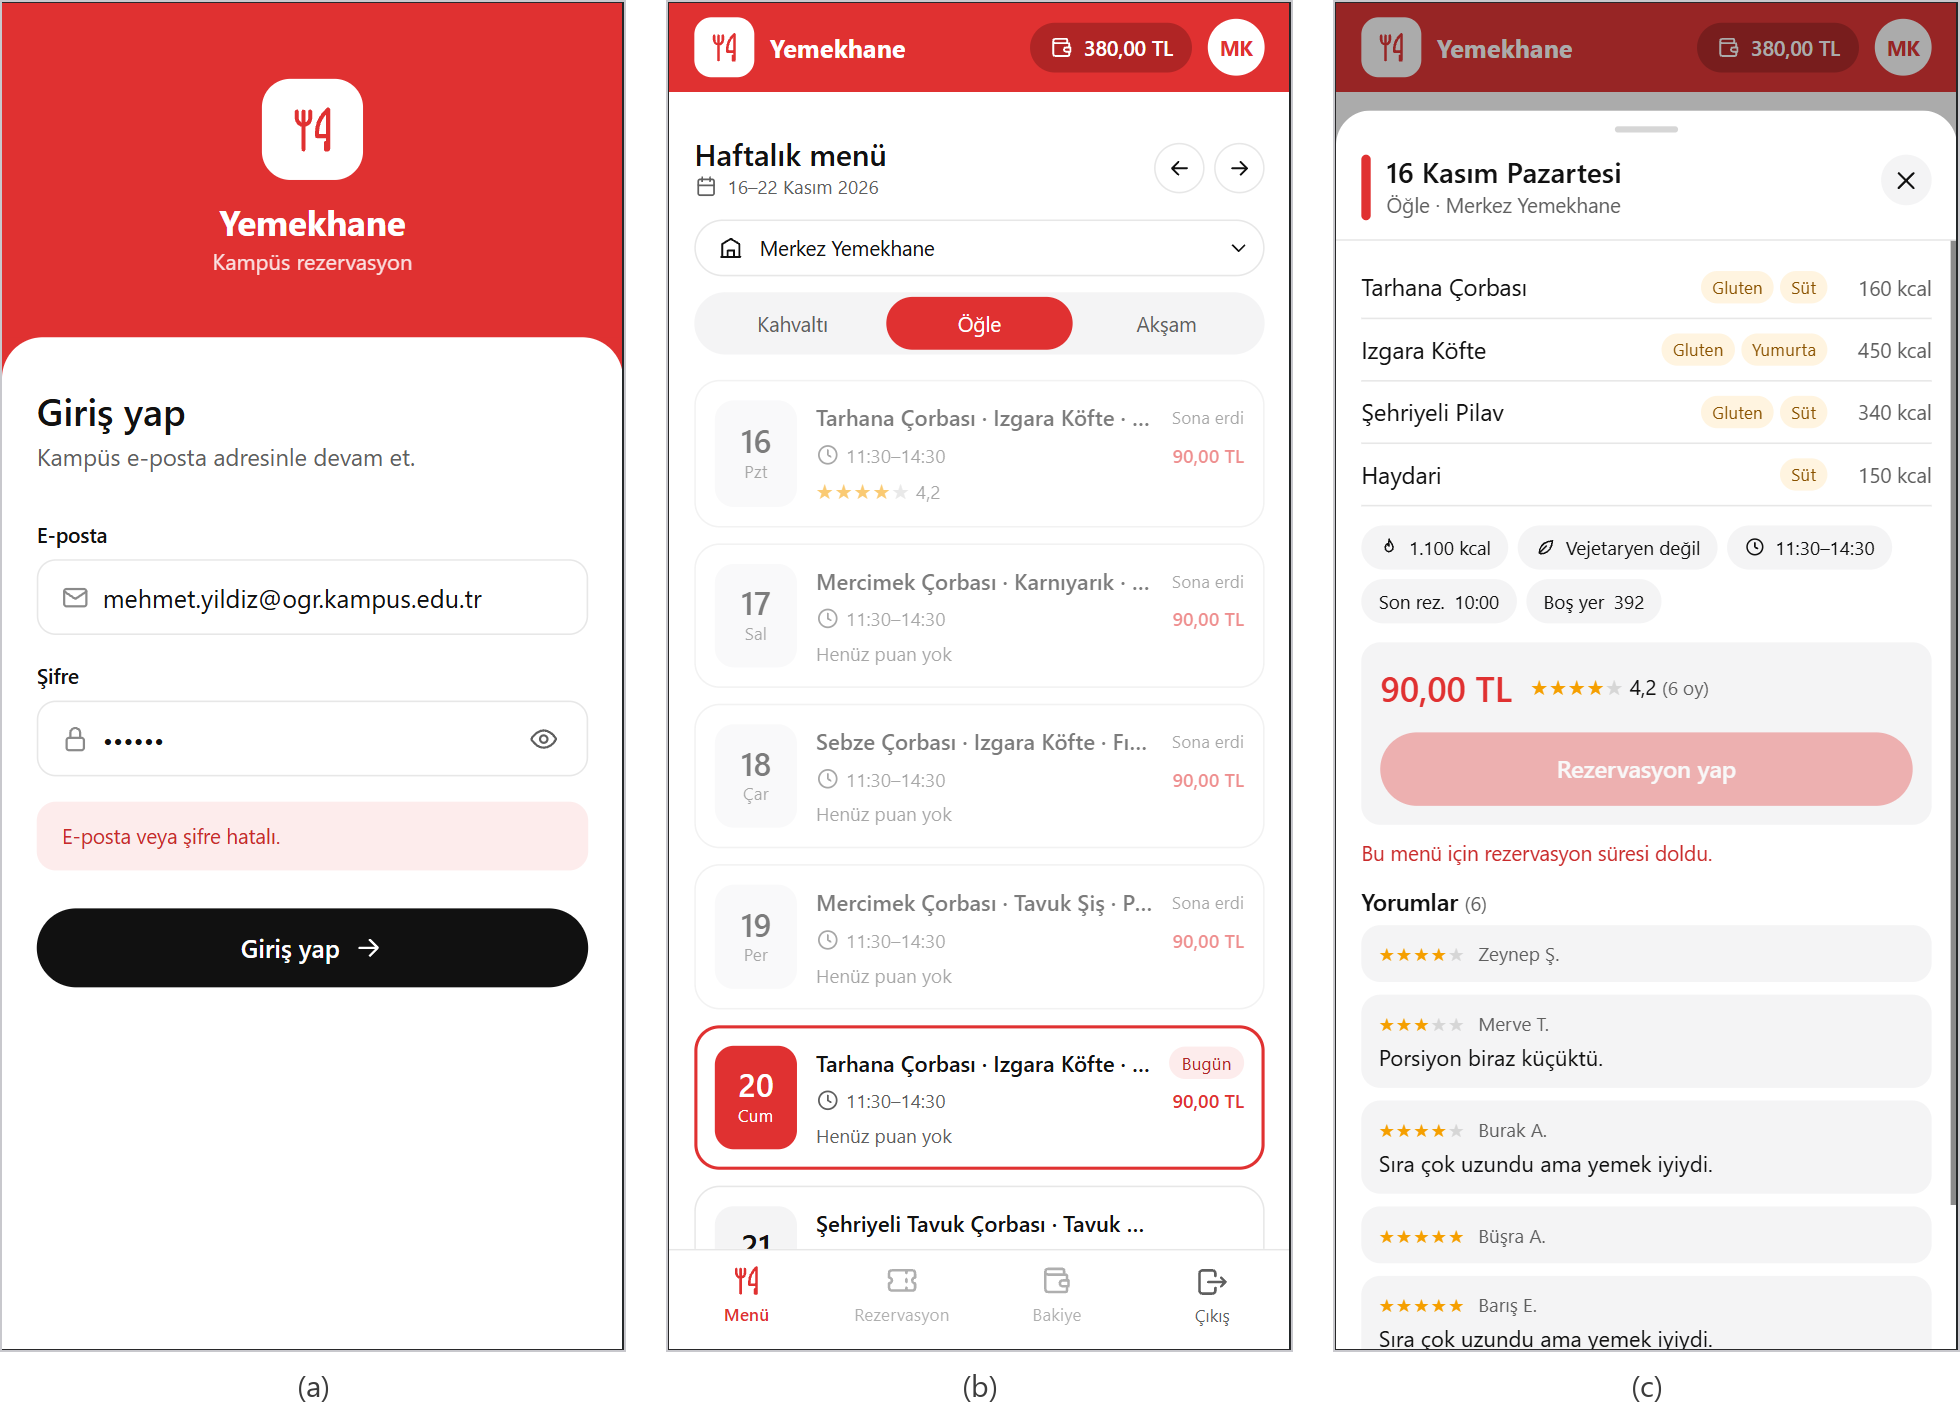 Yemekhane
Kampüs rezervasyon
Giriş yap
Kampüs e-posta adresinle devam et.
E-posta
mehmet.yildiz@ogr.kampus.edu.tr
Şifre
••••••
E-posta veya şifre hatalı.
Giriş yap →
(a)
Yemekhane 380,00 TL MK
Haftalık menü
16–22 Kasım 2026
Merkez Yemekhane
Kahvaltı Öğle Akşam
16 Pzt
Tarhana Çorbası · Izgara Köfte · ... Sona erdi
11:30–14:30 90,00 TL
★★★★★ 4,2
17 Sal
Mercimek Çorbası · Karnıyarık · ... Sona erdi
11:30–14:30 90,00 TL
Henüz puan yok
18 Çar
Sebze Çorbası · Izgara Köfte · Fı... Sona erdi
11:30–14:30 90,00 TL
Henüz puan yok
19 Per
Mercimek Çorbası · Tavuk Şiş · P... Sona erdi
11:30–14:30 90,00 TL
Henüz puan yok
20 Cum
Tarhana Çorbası · Izgara Köfte · ... Bugün
11:30–14:30 90,00 TL
Henüz puan yok
21
Şehriyeli Tavuk Çorbası · Tavuk ...
Menü Rezervasyon Bakiye Çıkış
(b)
Yemekhane 380,00 TL MK
16 Kasım Pazartesi
Öğle · Merkez Yemekhane
Tarhana Çorbası Gluten Süt 160 kcal
Izgara Köfte Gluten Yumurta 450 kcal
Şehriyeli Pilav Gluten Süt 340 kcal
Haydari Süt 150 kcal
1.100 kcal Vejetaryen değil 11:30–14:30
Son rez. 10:00 Boş yer 392
90,00 TL ★★★★★ 4,2 (6 oy)
Rezervasyon yap
Bu menü için rezervasyon süresi doldu.
Yorumlar (6)
★★★★★ Zeynep Ş.
★★★★★ Merve T.
Porsiyon biraz küçüktü.
★★★★★ Burak A.
Sıra çok uzundu ama yemek iyiydi.
★★★★★ Büşra A.
★★★★★ Barış E.
Sıra çok uzundu ama yemek iyiydi.
(c)